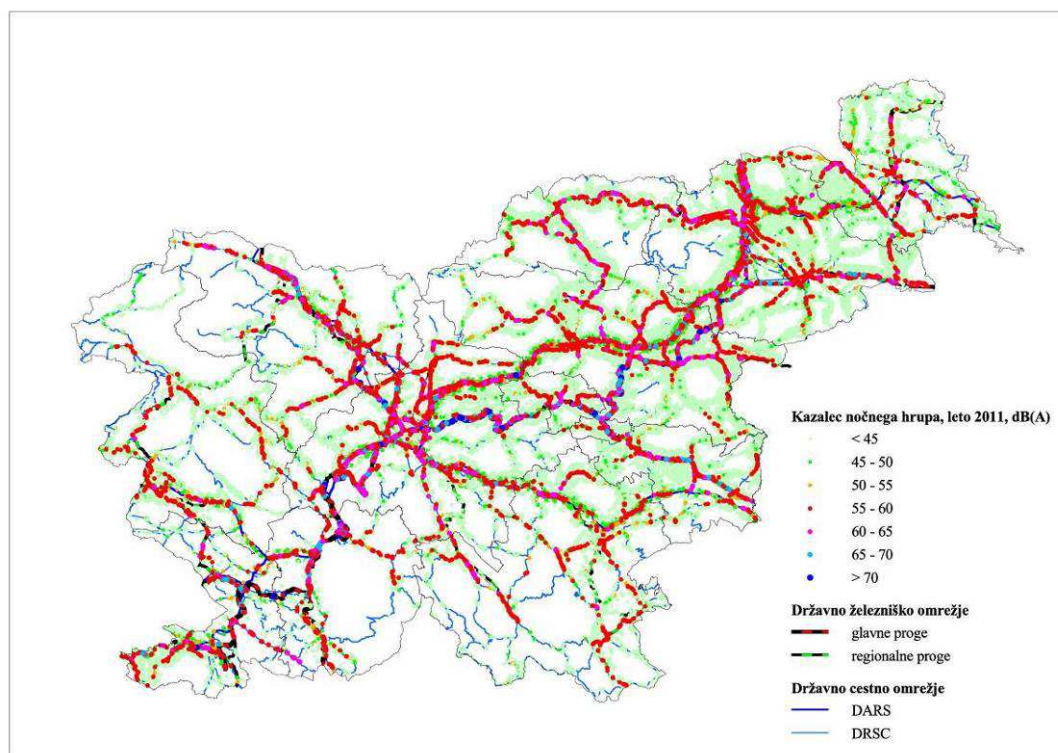 Kazalec nočnega hrupa, leto 2011, dB(A)
< 45
45 - 50
50 - 55
55 - 60
60 - 65
65 - 70
> 70
Državno železniško omrežje
glavne proge
regionalne proge
Državno cestno omrežje
DARS
DRSC